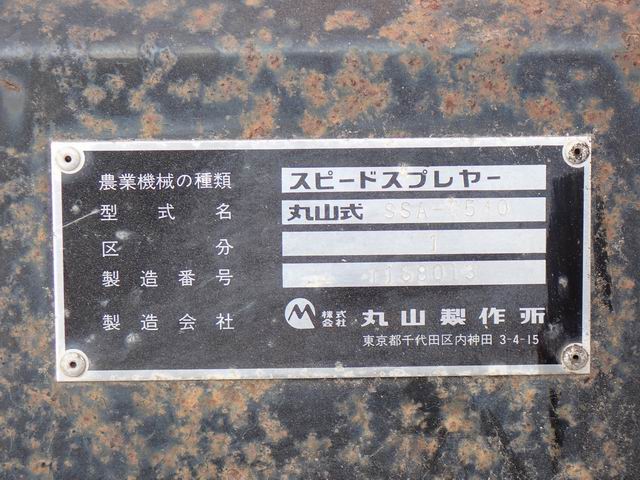 農業機械の種類 スピードスプレヤー
型式名 丸山式
区分 1
製造番号
製造会社 株式会社 丸山製作所
東京都千代田区内神田 3-4-15